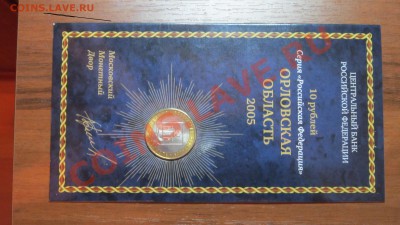 ЦЕНТРАЛЬНЫЙ БАНК
РОССИЙСКОЙ ФЕДЕРАЦИИ
10 рублей
Серия «Российская Федерация»
ОРЛОВСКАЯ
ОБЛАСТЬ
2005
Московский
Монетный
Двор
COINS.LAVE.RU
COINS.LAVE.RU